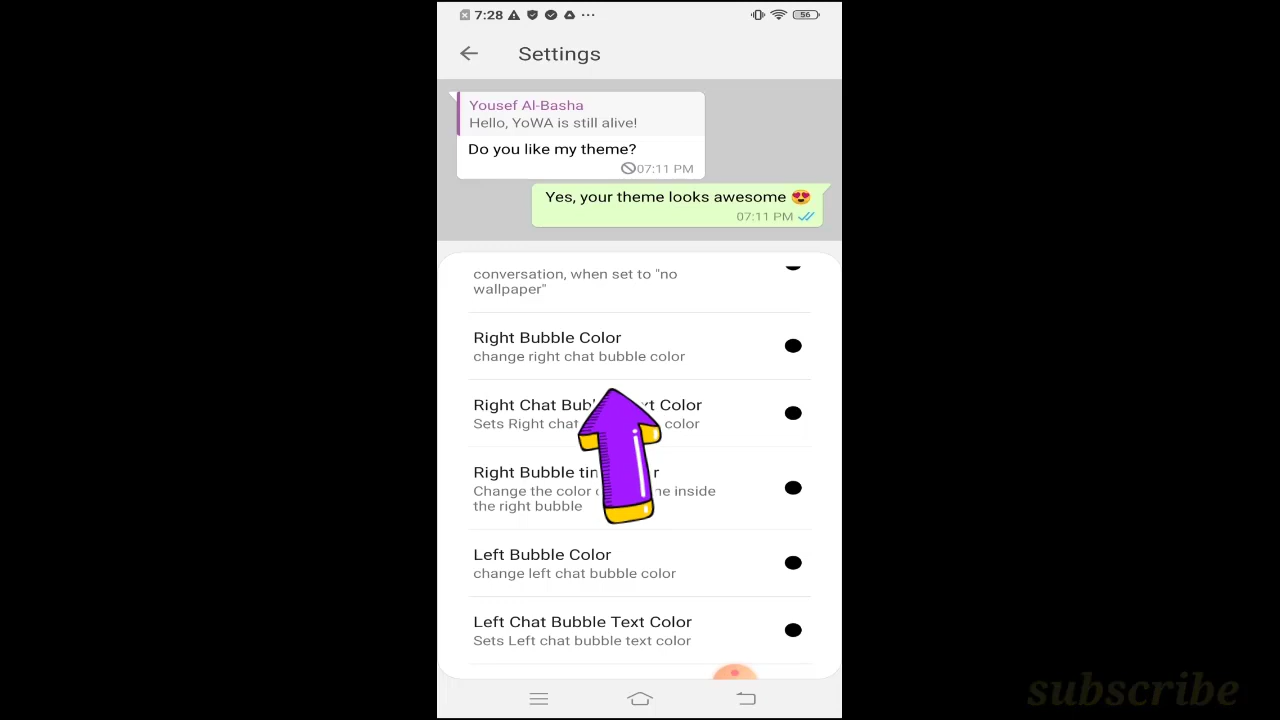 7:28
56
Settings
Yousef Al-Basha
Hello, YoWA is still alive!
Do you like my theme?
07:11 PM
Yes, your theme looks awesome 😍
07:11 PM
conversation, when set to "no
wallpaper"
Right Bubble Color
change right chat bubble color
Right Chat Bub xt Color
Sets Right chat color
Right Bubble tim r
Change the color ne inside
the right bubble
Left Bubble Color
change left chat bubble color
Left Chat Bubble Text Color
Sets Left chat bubble text color
subscribe